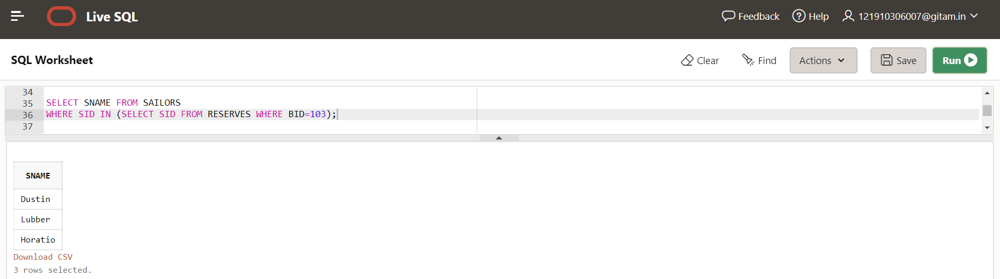 Live SQL
Feedback
Help
121910306007@gitam.in
SQL Worksheet
Clear
Find
Actions
Save
Run
34
35 SELECT SNAME FROM SAILORS
36 WHERE SID IN (SELECT SID FROM RESERVES WHERE BID=103);
37
SNAME
Dustin
Lubber
Horatio
Download CSV
3 rows selected.